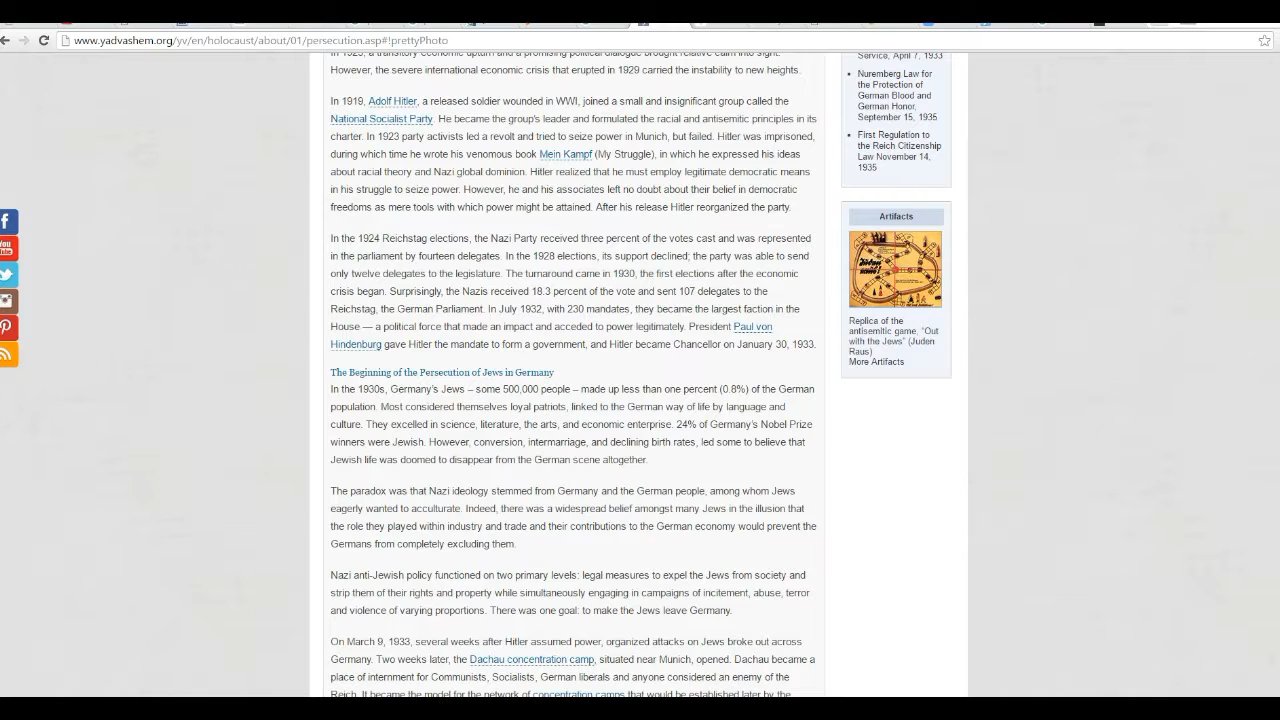 www.yadvashem.org/yv/en/holocaust/about/01/persecution.asp#!prettyPhoto
However, the severe international economic crisis that erupted in 1929 carried the instability to new heights.
In 1919, Adolf Hitler, a released soldier wounded in WWI, joined a small and insignificant group called the
National Socialist Party. He became the group's leader and formulated the racial and antisemitic principles in its
charter. In 1923 party activists led a revolt and tried to seize power in Munich, but failed. Hitler was imprisoned,
during which time he wrote his venomous book Mein Kampf (My Struggle), in which he expressed his ideas
about racial theory and Nazi global dominion. Hitler realized that he must employ legitimate democratic means
in his struggle to seize power. However, he and his associates left no doubt about their belief in democratic
freedoms as mere tools with which power might be attained. After his release Hitler reorganized the party.
In the 1924 Reichstag elections, the Nazi Party received three percent of the votes cast and was represented
in the parliament by fourteen delegates. In the 1928 elections, its support declined; the party was able to send
only twelve delegates to the legislature. The turnaround came in 1930, the first elections after the economic
crisis began. Surprisingly, the Nazis received 18.3 percent of the vote and sent 107 delegates to the
Reichstag, the German Parliament. In July 1932, with 230 mandates, they became the largest faction in the
House — a political force that made an impact and acceded to power legitimately. President Paul von
Hindenburg gave Hitler the mandate to form a government, and Hitler became Chancellor on January 30, 1933.
The Beginning of the Persecution of Jews in Germany
In the 1930s, Germany's Jews – some 500,000 people – made up less than one percent (0.8%) of the German
population. Most considered themselves loyal patriots, linked to the German way of life by language and
culture. They excelled in science, literature, the arts, and economic enterprise. 24% of Germany's Nobel Prize
winners were Jewish. However, conversion, intermarriage, and declining birth rates, led some to believe that
Jewish life was doomed to disappear from the German scene altogether.
The paradox was that Nazi ideology stemmed from Germany and the German people, among whom Jews
eagerly wanted to acculturate. Indeed, there was a widespread belief amongst many Jews in the illusion that
the role they played within industry and trade and their contributions to the German economy would prevent the
Germans from completely excluding them.
Nazi anti-Jewish policy functioned on two primary levels: legal measures to expel the Jews from society and
strip them of their rights and property while simultaneously engaging in campaigns of incitement, abuse, terror
and violence of varying proportions. There was one goal: to make the Jews leave Germany.
On March 9, 1933, several weeks after Hitler assumed power, organized attacks on Jews broke out across
Germany. Two weeks later, the Dachau concentration camp, situated near Munich, opened. Dachau became a
place of internment for Communists, Socialists, German liberals and anyone considered an enemy of the
Reich. It became the model for the network of concentration camps that would be established later by the
Service, April 7, 1933
Nuremberg Law for
the Protection of
German Blood and
German Honor,
September 15, 1935
First Regulation to
the Reich Citizenship
Law November 14,
1935
Artifacts
Replica of the
antisemitic game, "Out
with the Jews" (Juden
Raus)
More Artifacts
You